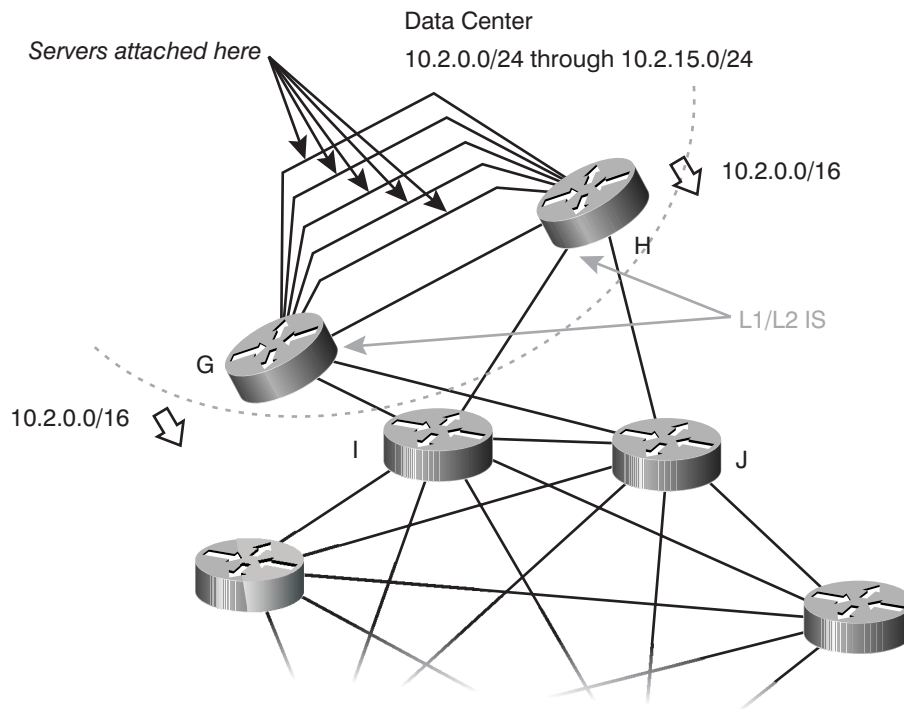 Data Center
10.2.0.0/24 through 10.2.15.0/24
Servers attached here
10.2.0.0/16
H
L1/L2 IS
G
10.2.0.0/16
I
J